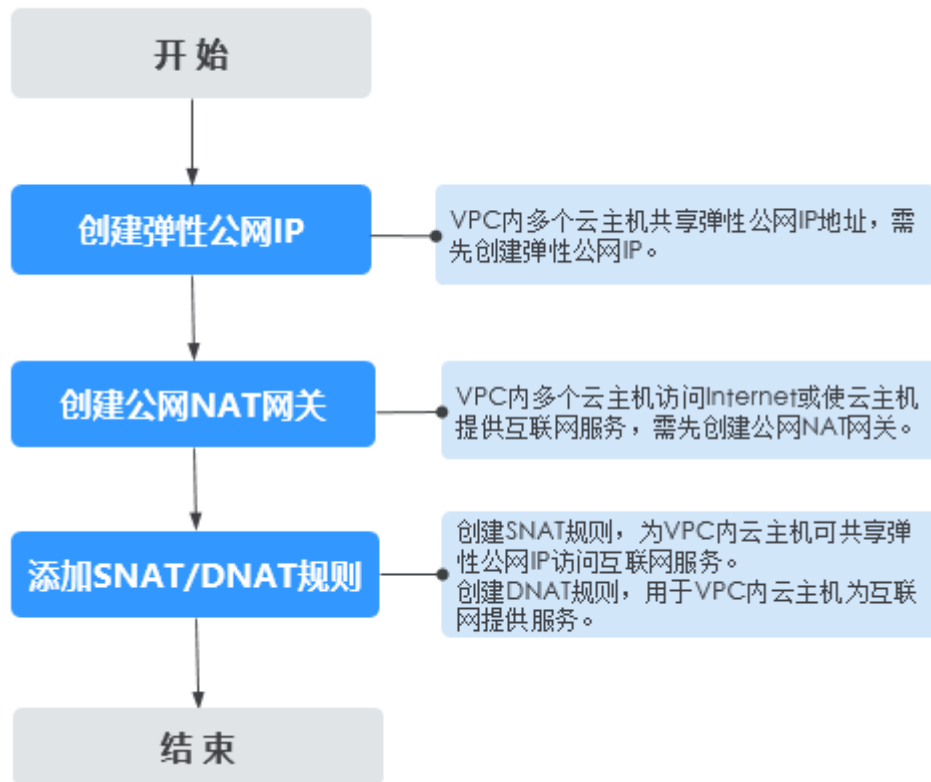 开 始
创建弹性公网IP
VPC内多个云主机共享弹性公网IP地址，需
先创建弹性公网IP。
创建公网NAT网关
VPC内多个云主机访问Internet或使云主机
提供互联网服务，需先创建公网NAT网关。
添加SNAT/DNAT规则
创建SNAT规则，为VPC内云主机可共享弹
性公网IP访问互联网服务。
创建DNAT规则，用于VPC内云主机为互联
网提供服务。
结 束